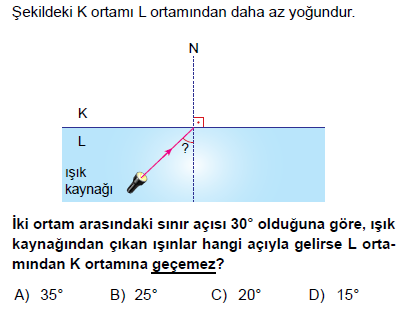 Şekildeki K ortamı L ortamından daha az yoğundur.
N
K
L
?
ışık
kaynağı
İki ortam arasındaki sınır açısı 30° olduğuna göre, ışık
kaynağından çıkan ışınlar hangi açıyla gelirse L orta-
mından K ortamına geçemez?
A) 35° B) 25° C) 20° D) 15°